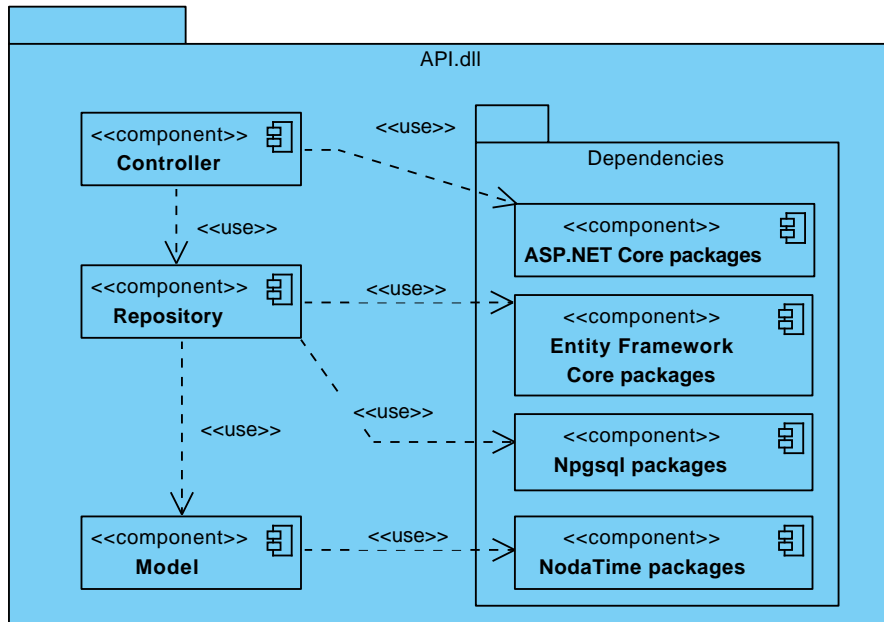 API.dll
<<component>>
Controller
<<use>>
Dependencies
<<component>>
ASP.NET Core packages
<<use>>
<<component>>
Repository
<<use>>
<<component>>
Entity Framework
Core packages
<<use>>
<<use>>
<<component>>
Npgsql packages
<<component>>
Model
<<use>>
<<component>>
NodaTime packages